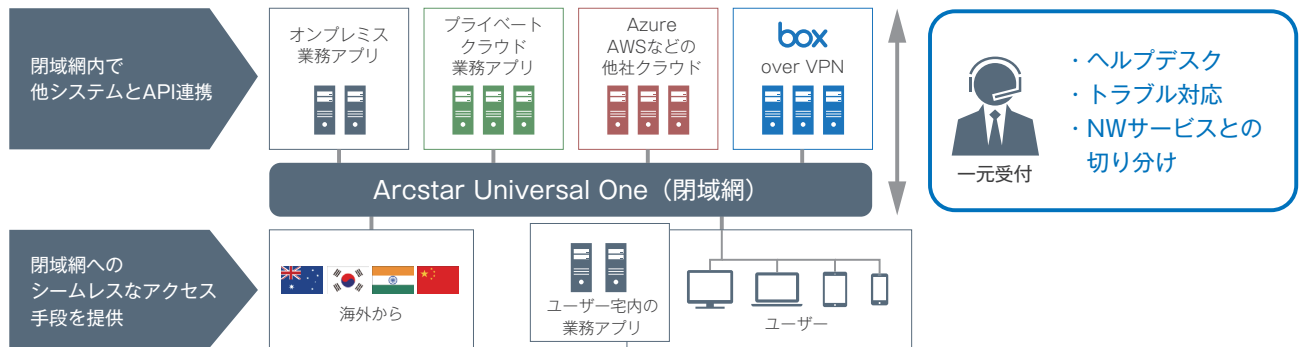 閉域網内で
他システムとAPI連携
オンプレミス
業務アプリ
プライベート
クラウド
業務アプリ
Azure
AWSなどの
他社クラウド
box
over VPN
一元受付
・ヘルプデスク
・トラブル対応
・NWサービスとの
切り分け
Arcstar Universal One（閉域網）
閉域網への
シームレスなアクセス
手段を提供
海外から
ユーザー宅内の
業務アプリ
ユーザー